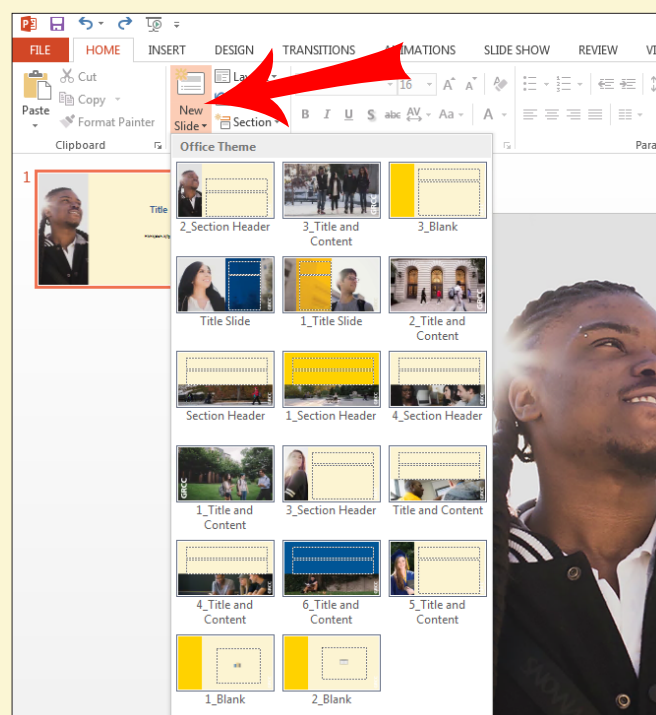 FILE HOME INSERT DESIGN TRANSITIONS ANIMATIONS SLIDE SHOW REVIEW VI
Paste
Cut
Copy
Format Painter
Clipboard
New
Slide
Section
16
B I U S abc AV Aa A
Para
Office Theme
1
Title
2_Section Header 3_Title and Content 3_Blank
Title Slide 1_Title Slide 2_Title and Content
Section Header 1_Section Header 4_Section Header
1_Title and Content 3_Section Header Title and Content
4_Title and Content 6_Title and Content 5_Title and Content
1_Blank 2_Blank
GRCC